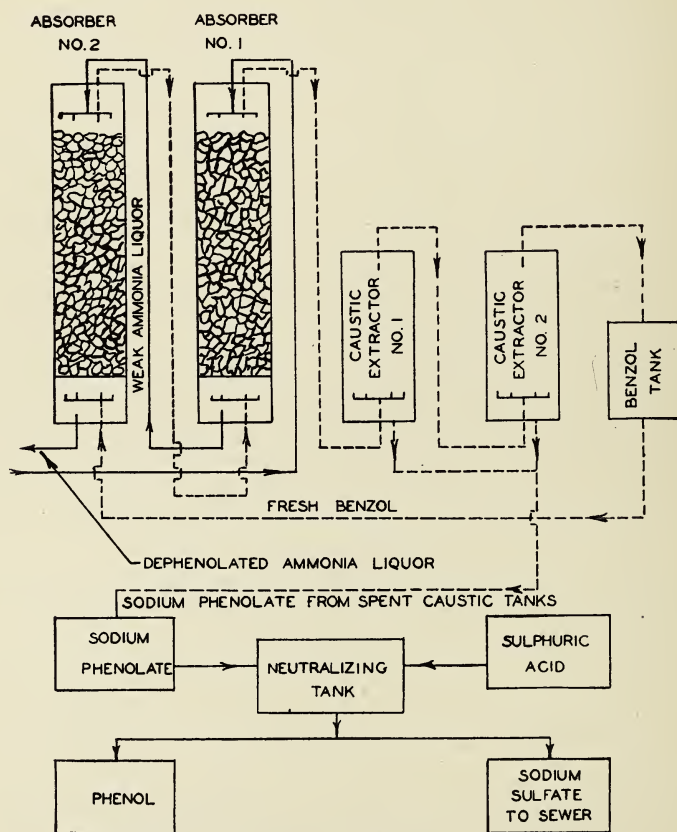 ABSORBER
NO. 2
ABSORBER
NO. 1
WEAK AMMONIA LIQUOR
CAUSTIC
EXTRACTOR
NO. 1
CAUSTIC
EXTRACTOR
NO. 2
BENZOL
TANK
FRESH BENZOL
DEPHENOLATED AMMONIA LIQUOR
SODIUM PHENOLATE FROM SPENT CAUSTIC TANKS
SODIUM
PHENOLATE
NEUTRALIZING
TANK
SULPHURIC
ACID
PHENOL
SODIUM
SULFATE
TO SEWER